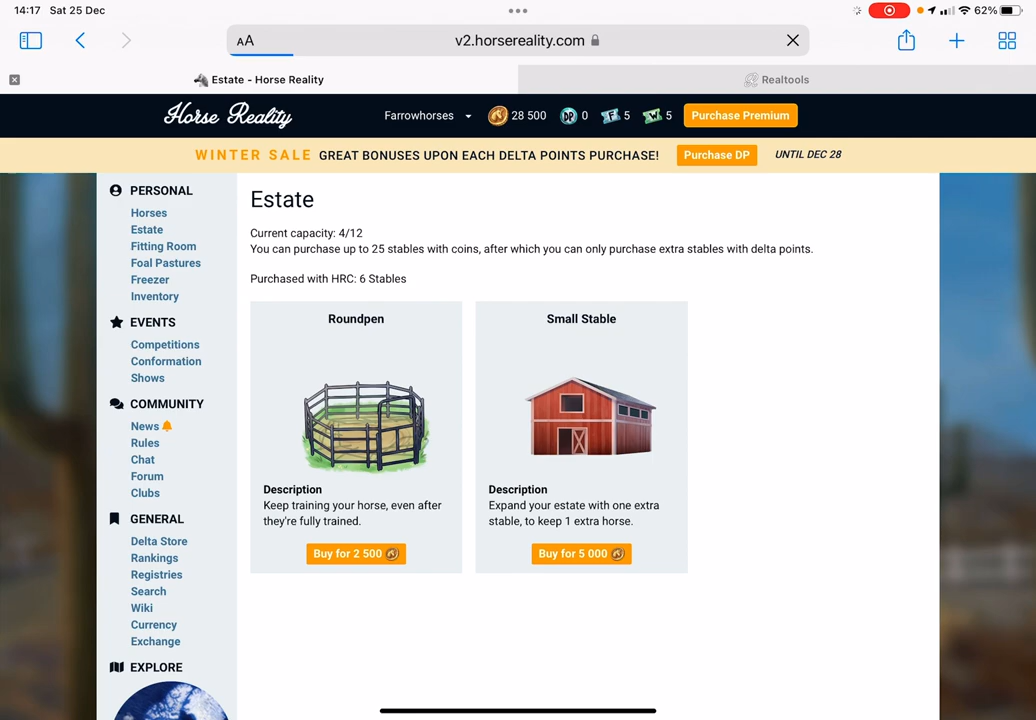 14:17 Sat 25 Dec
62%
AA
v2.horsereality.com
Estate - Horse Reality
Realtools
Horse Reality
Farrowhorses
28 500
DP 0
5
5
Purchase Premium
WINTER SALE GREAT BONUSES UPON EACH DELTA POINTS PURCHASE!
Purchase DP
UNTIL DEC 28
PERSONAL
Horses
Estate
Fitting Room
Foal Pastures
Freezer
Inventory
EVENTS
Competitions
Conformation
Shows
COMMUNITY
News
Rules
Chat
Forum
Clubs
GENERAL
Delta Store
Rankings
Registries
Search
Wiki
Currency
Exchange
EXPLORE
Estate
Current capacity: 4/12
You can purchase up to 25 stables with coins, after which you can only purchase extra stables with delta points.
Purchased with HRC: 6 Stables
Roundpen
Description
Keep training your horse, even after
they're fully trained.
Buy for 2 500
Small Stable
Description
Expand your estate with one extra
stable, to keep 1 extra horse.
Buy for 5 000